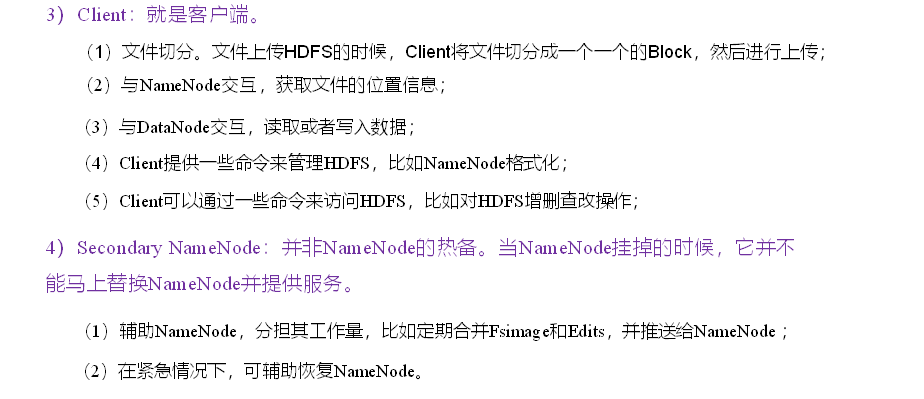 3）Client：就是客户端。
（1）文件切分。文件上传HDFS的时候，Client将文件切分成一个一个的Block，然后进行上传；
（2）与NameNode交互，获取文件的位置信息；
（3）与DataNode交互，读取或者写入数据；
（4）Client提供一些命令来管理HDFS，比如NameNode格式化；
（5）Client可以通过一些命令来访问HDFS，比如对HDFS增删查改操作；
4）Secondary NameNode：并非NameNode的热备。当NameNode挂掉的时候，它并不
能马上替换NameNode并提供服务。
（1）辅助NameNode，分担其工作量，比如定期合并Fsimage和Edits，并推送给NameNode ；
（2）在紧急情况下，可辅助恢复NameNode。